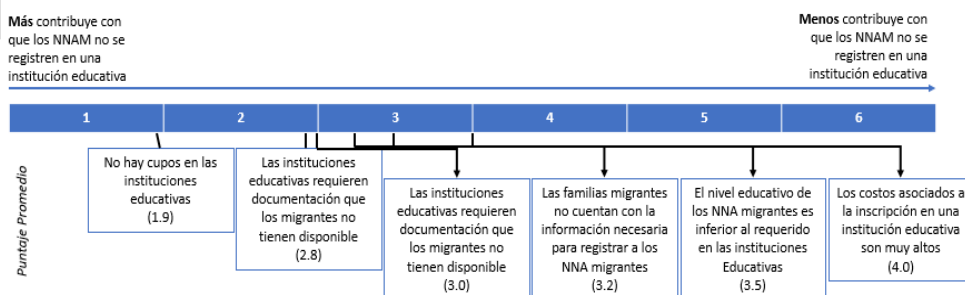 Más contribuye con
que los NNAM no se
registren en una
institución educativa
Menos contribuye con
que los NNAM no se
registren en una
institución educativa
1 2 3 4 5 6
Puntaje Promedio
No hay cupos en las
instituciones
educativas
(1.9)
Las instituciones
educativas requieren
documentación que
los migrantes no
tienen disponible
(2.8)
Las instituciones
educativas requieren
documentación que
los migrantes no
tienen disponible
(3.0)
Las familias migrantes
no cuentan con la
información necesaria
para registrar a los
NNA migrantes
(3.2)
El nivel educativo de
los NNA migrantes es
inferior al requerido
en las instituciones
Educativas
(3.5)
Los costos asociados a
la inscripción en una
institución educativa
son muy altos
(4.0)